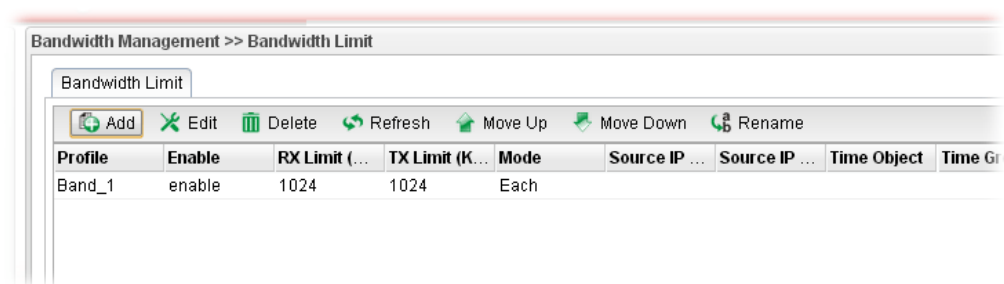 Bandwidth Management >> Bandwidth Limit
Bandwidth Limit
Add Edit Delete Refresh Move Up Move Down Rename
Profile Enable RX Limit (... TX Limit (K... Mode Source IP ... Source IP ... Time Object Time Gr
Band_1 enable 1024 1024 Each